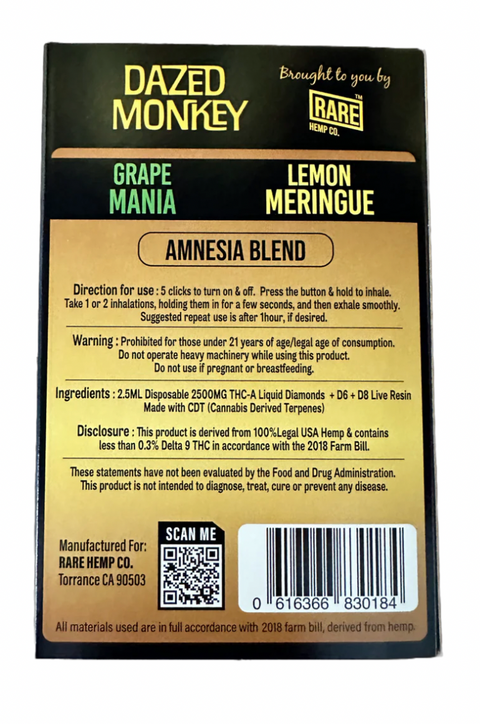 DAZED
MONKEY
Brought to you by
RARE™
HEMP CO.
GRAPE
MANIA
LEMON
MERINGUE
AMNESIA BLEND
Direction for use : 5 clicks to turn on & off. Press the button & hold to inhale.
Take 1 or 2 inhalations, holding them in for a few seconds, and then exhale smoothly.
Suggested repeat use is after 1hour, if desired.
Warning : Prohibited for those under 21 years of age/legal age of consumption.
Do not operate heavy machinery while using this product.
Do not use if pregnant or breastfeeding.
Ingredients : 2.5ML Disposable 2500MG THC-A Liquid Diamonds + D6 + D8 Live Resin
Made with CDT (Cannabis Derived Terpenes)
Disclosure : This product is derived from 100%Legal USA Hemp & contains
less than 0.3% Delta 9 THC in accordance with the 2018 Farm Bill.
These statements have not been evaluated by the Food and Drug Administration.
This product is not intended to diagnose, treat, cure or prevent any disease.
Manufactured For:
RARE HEMP CO.
Torrance CA 90503
SCAN ME
0 616366 830184
All materials used are in full accordance with 2018 farm bill, derived from hemp.